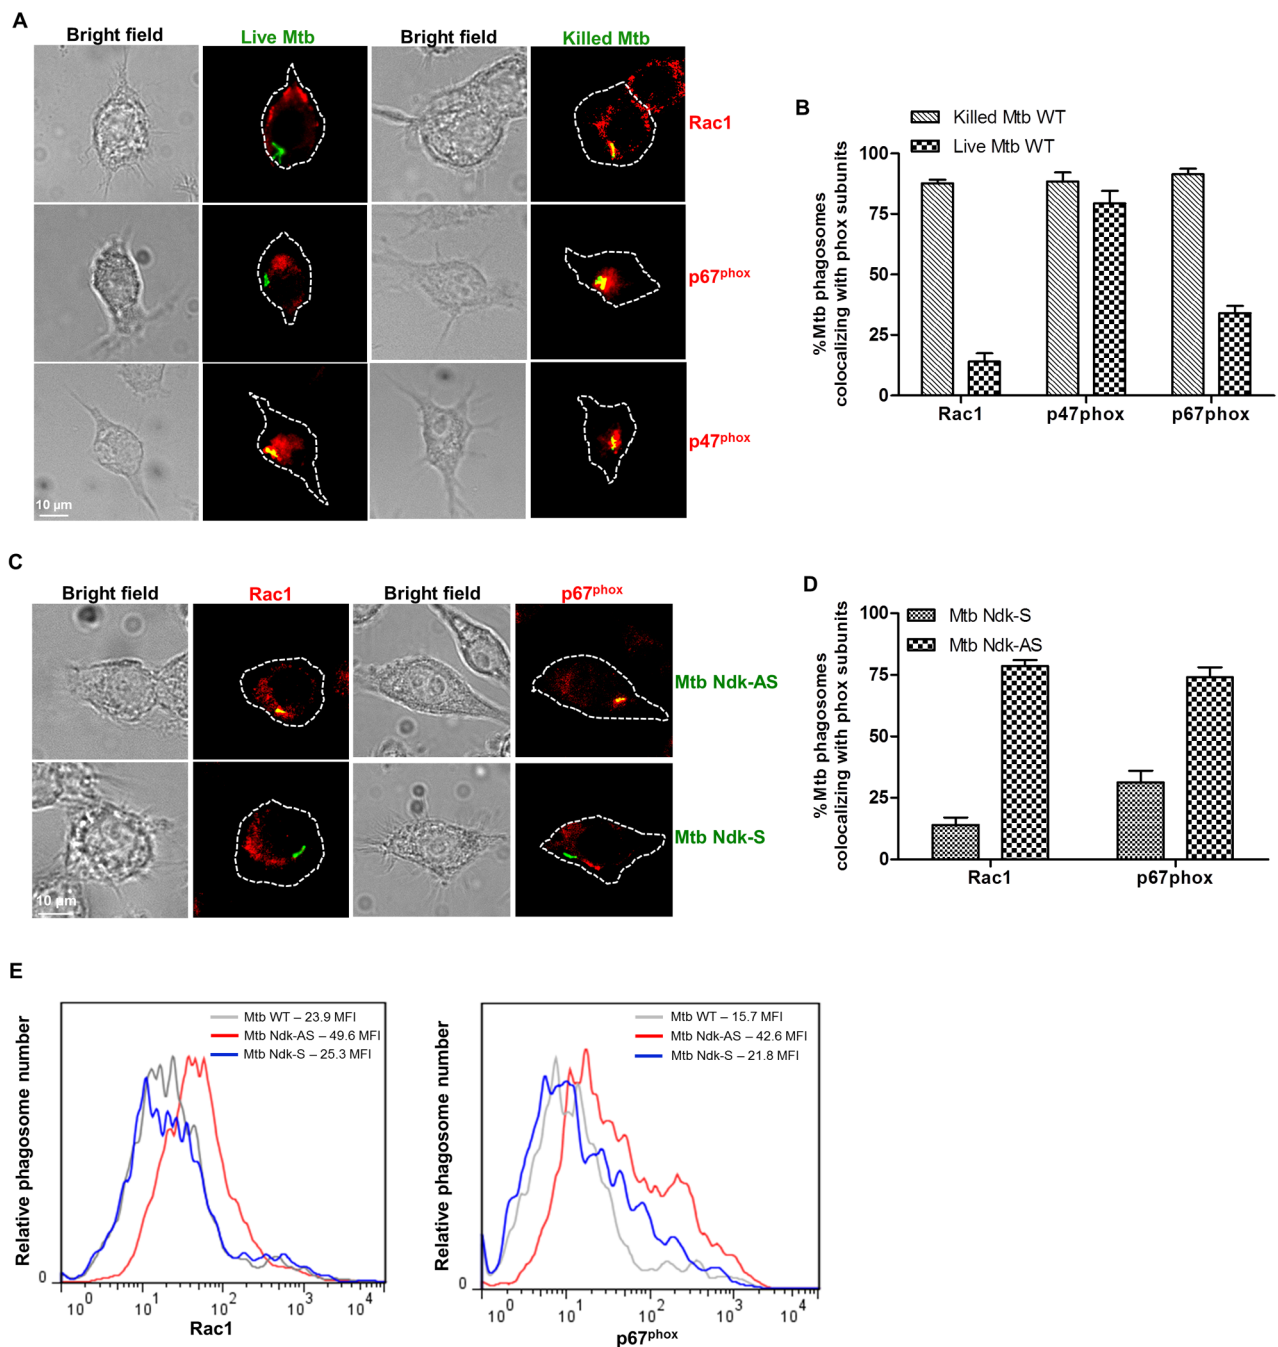 A
Bright field
Live Mtb
Bright field
Killed Mtb
Rac1
p67phox
p47phox
10 µm
B
Killed Mtb WT
Live Mtb WT
%Mtb phagosomes
colocalizing with phox subunits
100
75
50
25
0
Rac1
p47phox
p67phox
C
Bright field
Rac1
Bright field
p67phox
Mtb Ndk-AS
Mtb Ndk-S
10 µm
D
Mtb Ndk-S
Mtb Ndk-AS
%Mtb phagosomes
colocalizing with phox subunits
100
75
50
25
0
Rac1
p67phox
E
Relative phagosome number
Mtb WT – 23.9 MFI
Mtb Ndk-AS – 49.6 MFI
Mtb Ndk-S – 25.3 MFI
0
10^0 10^1 10^2 10^3 10^4
Rac1
Relative phagosome number
Mtb WT – 15.7 MFI
Mtb Ndk-AS – 42.6 MFI
Mtb Ndk-S – 21.8 MFI
0
10^0 10^1 10^2 10^3 10^4
p67phox